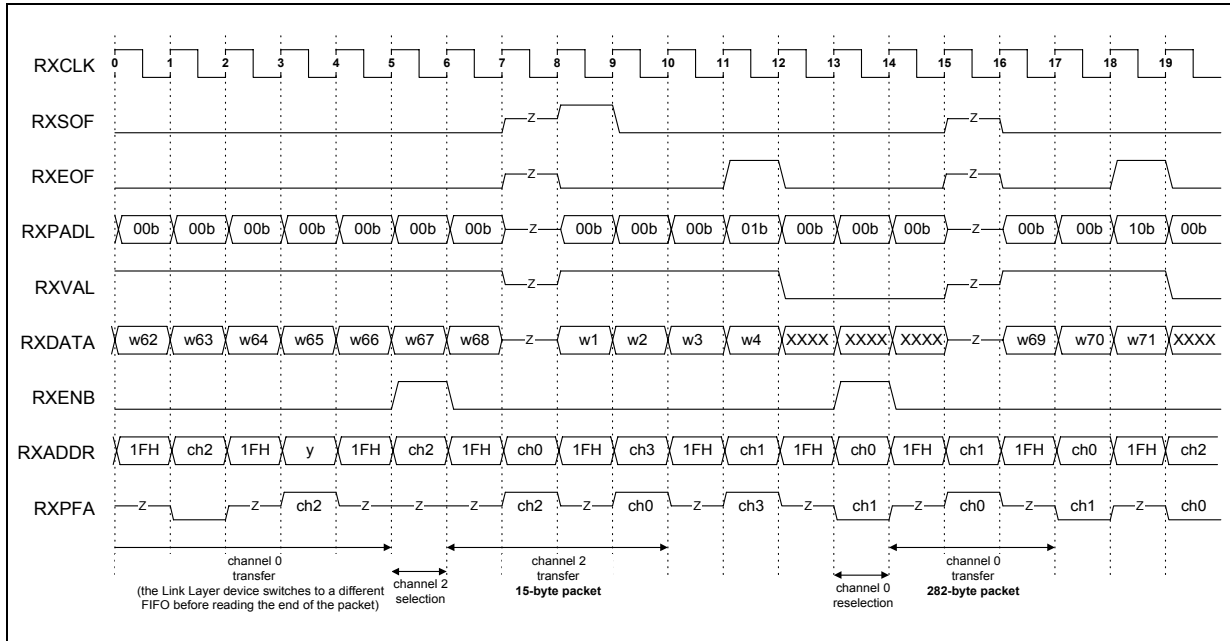 RXCLK 0 1 2 3 4 5 6 7 8 9 10 11 12 13 14 15 16 17 18 19
RXSOF Z Z
RXEOF Z Z
RXPADL 00b 00b 00b 00b 00b 00b 00b Z 00b 00b 00b 01b 00b 00b 00b Z 00b 00b 10b 00b
RXVAL Z Z
RXDATA w62 w63 w64 w65 w66 w67 w68 Z w1 w2 w3 w4 XXXX XXXX XXXX Z w69 w70 w71 XXXX
RXENB
RXADDR 1FH ch2 1FH y 1FH ch2 1FH ch0 1FH ch3 1FH ch1 1FH ch0 1FH ch1 1FH ch0 1FH ch2
RXPFA Z Z ch2 Z Z Z ch2 Z ch0 Z ch3 Z ch1 Z ch0 Z ch1 Z ch0
channel 0
transfer
(the Link Layer device switches to a different
FIFO before reading the end of the packet)
channel 2
selection
channel 2
transfer
15-byte packet
channel 0
reselection
channel 0
transfer
282-byte packet